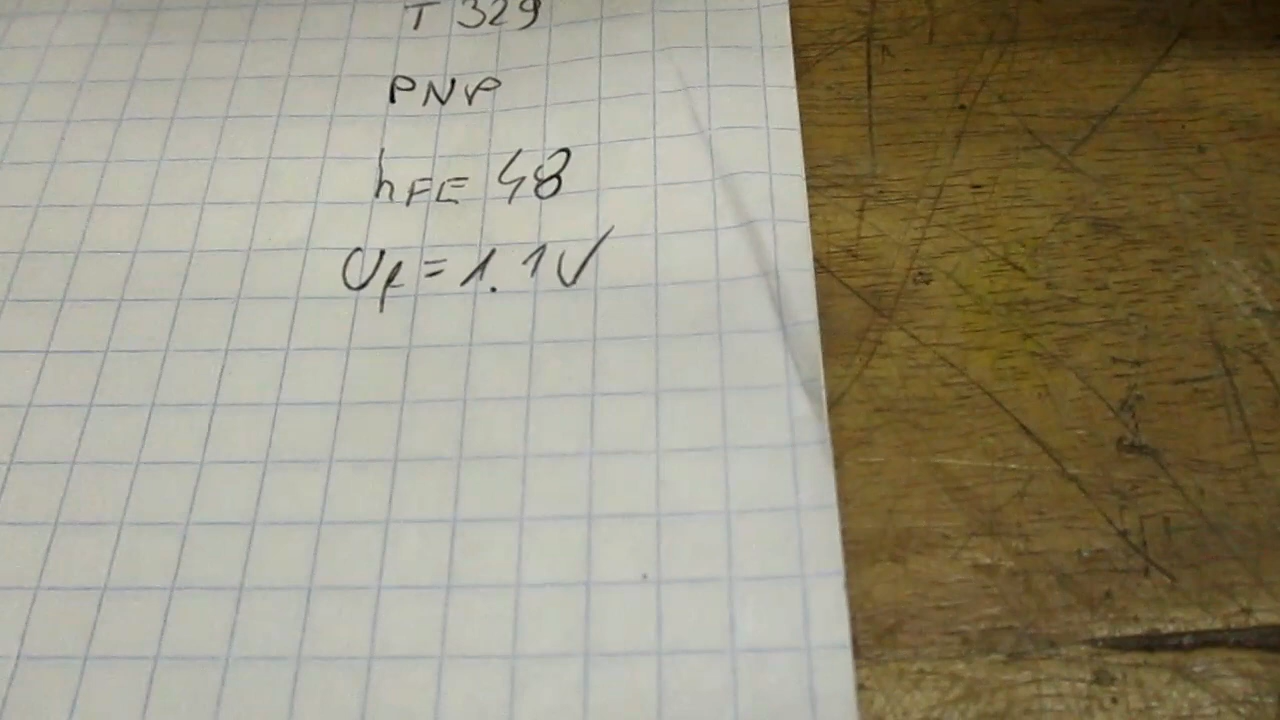 T 329
PNP
hFE 48
Uf = 1.1V